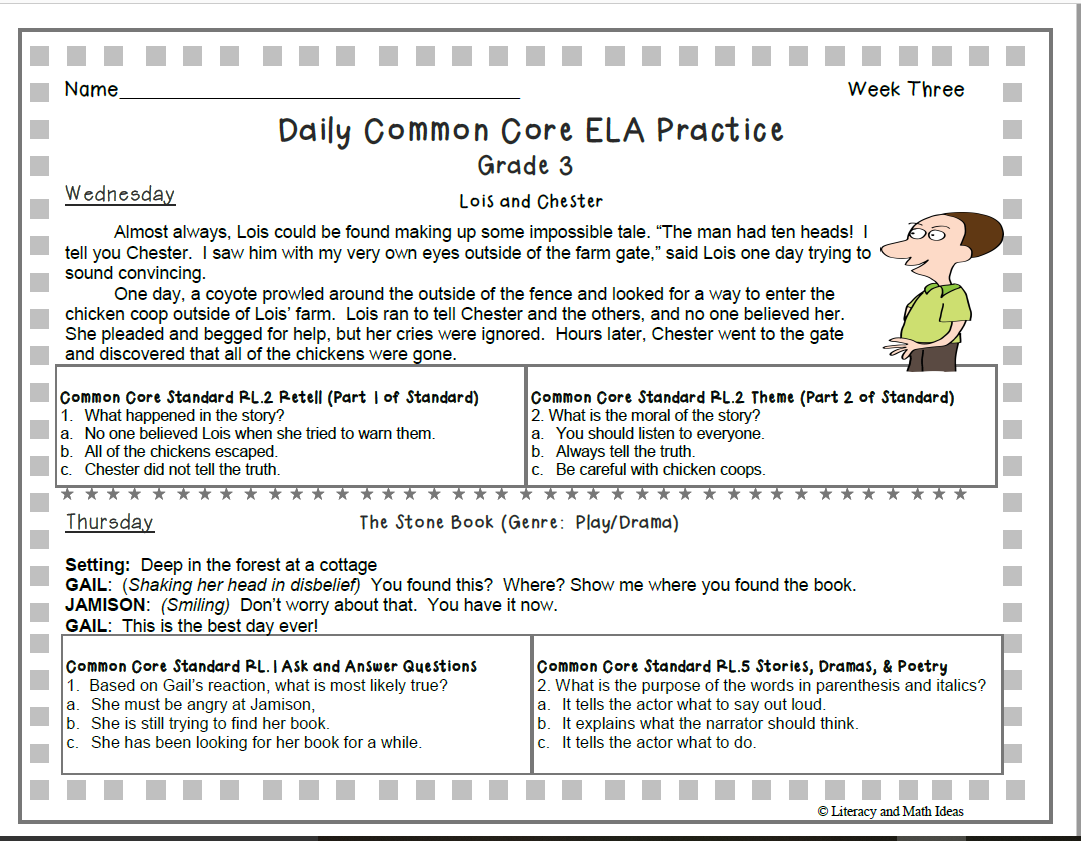 Name
Week Three
Daily Common Core ELA Practice
Grade 3
Wednesday
Lois and Chester
Almost always, Lois could be found making up some impossible tale. “The man had ten heads! I
tell you Chester. I saw him with my very own eyes outside of the farm gate,” said Lois one day trying to
sound convincing.
One day, a coyote prowled around the outside of the fence and looked for a way to enter the
chicken coop outside of Lois’ farm. Lois ran to tell Chester and the others, and no one believed her.
She pleaded and begged for help, but her cries were ignored. Hours later, Chester went to the gate
and discovered that all of the chickens were gone.
Common Core Standard RL.2 Retell (Part 1 of Standard)
1. What happened in the story?
a. No one believed Lois when she tried to warn them.
b. All of the chickens escaped.
c. Chester did not tell the truth.
Common Core Standard RL.2 Theme (Part 2 of Standard)
2. What is the moral of the story?
a. You should listen to everyone.
b. Always tell the truth.
c. Be careful with chicken coops.
Thursday
The Stone Book (Genre: Play/Drama)
Setting: Deep in the forest at a cottage
GAIL: (Shaking her head in disbelief) You found this? Where? Show me where you found the book.
JAMISON: (Smiling) Don’t worry about that. You have it now.
GAIL: This is the best day ever!
Common Core Standard RL.1 Ask and Answer Questions
1. Based on Gail’s reaction, what is most likely true?
a. She must be angry at Jamison,
b. She is still trying to find her book.
c. She has been looking for her book for a while.
Common Core Standard RL.5 Stories, Dramas, & Poetry
2. What is the purpose of the words in parenthesis and italics?
a. It tells the actor what to say out loud.
b. It explains what the narrator should think.
c. It tells the actor what to do.
© Literacy and Math Ideas